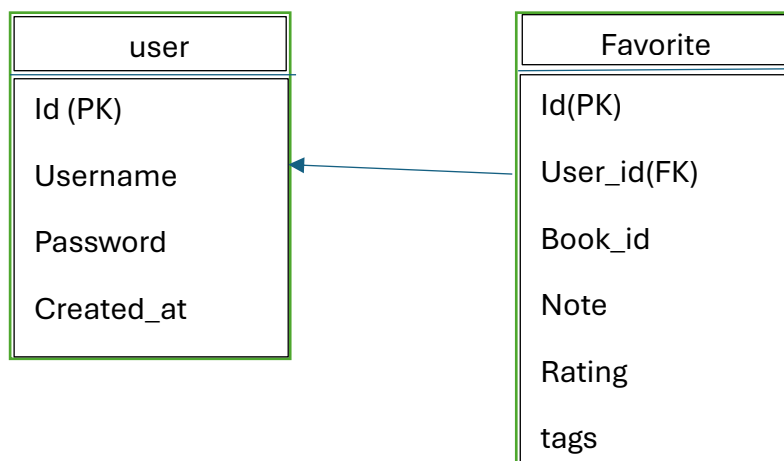 user
Id (PK)
Username
Password
Created_at
Favorite
Id(PK)
User_id(FK)
Book_id
Note
Rating
tags